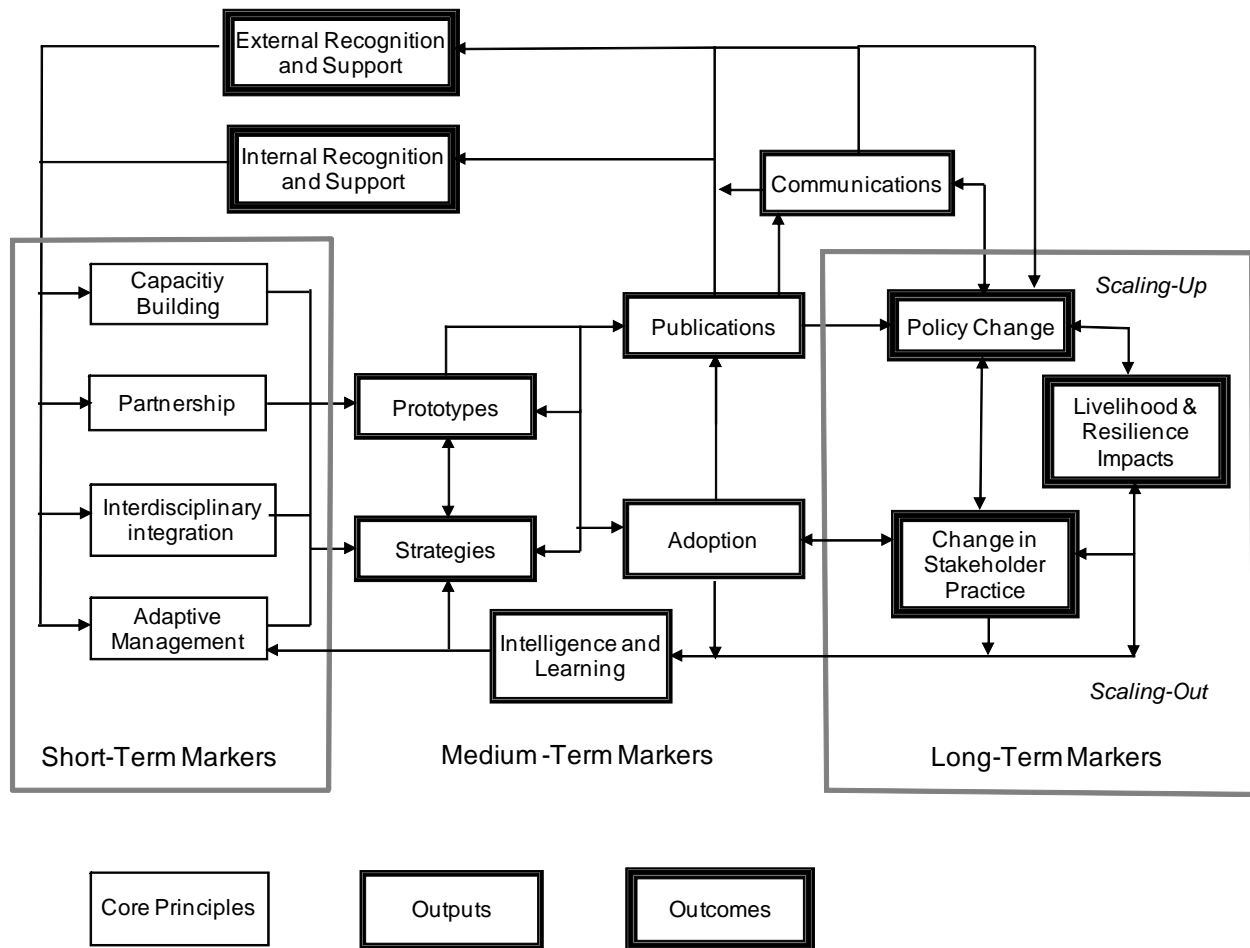 External Recognition
and Support
Internal Recognition
and Support
Communications
Capacitiy
Building
Scaling-Up
Publications
Policy Change
Partnership
Prototypes
Livelihood &
Resilience
Impacts
Interdisciplinary
integration
Strategies
Adoption
Change in
Stakeholder
Practice
Adaptive
Management
Intelligence and
Learning
Scaling-Out
Short-Term Markers
Medium -Term Markers
Long-Term Markers
Core Principles
Outputs
Outcomes